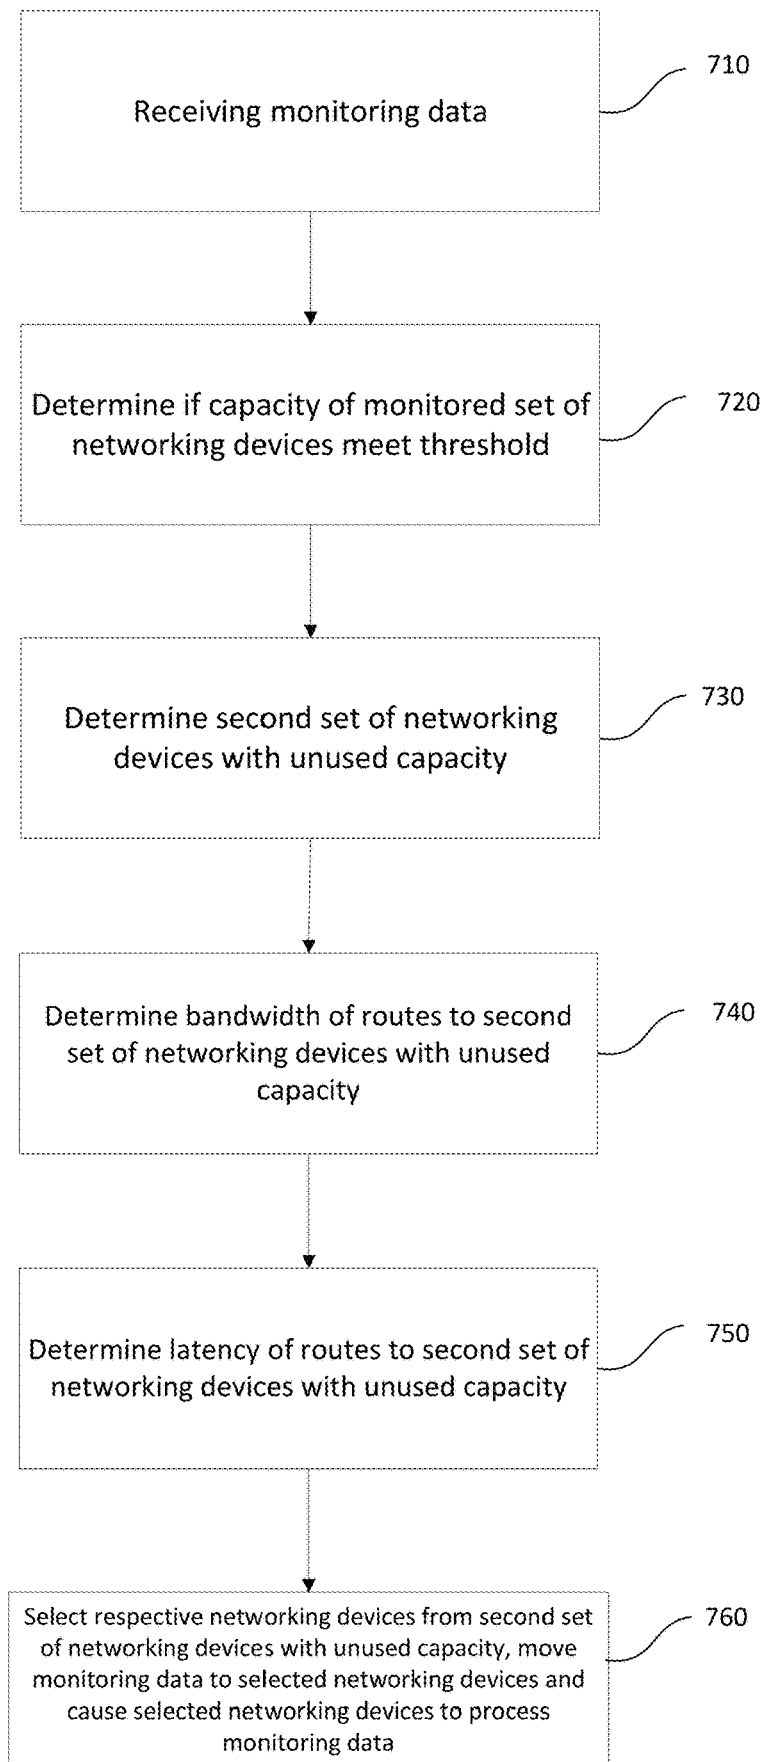 Receiving monitoring data
710
Determine if capacity of monitored set of
networking devices meet threshold
720
Determine second set of networking
devices with unused capacity
730
Determine bandwidth of routes to second
set of networking devices with unused
capacity
740
Determine latency of routes to second set of
networking devices with unused capacity
750
Select respective networking devices from second set
of networking devices with unused capacity, move
monitoring data to selected networking devices and
cause selected networking devices to process
monitoring data
760